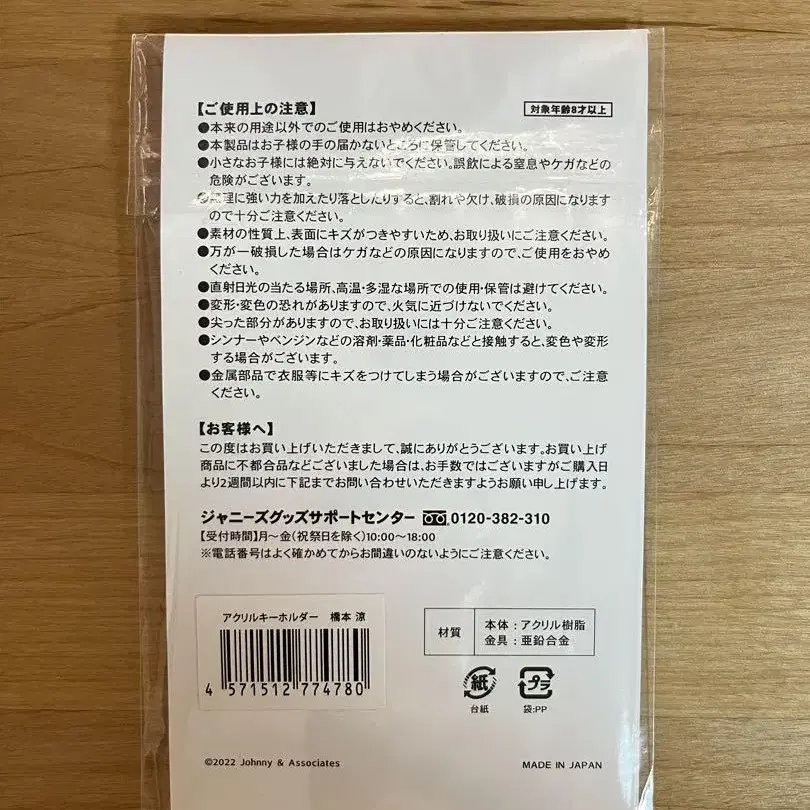 【ご使用上の注意】
対象年齢8才以上
●本来の用途以外でのご使用はおやめください。
●本製品はお子様の手の届かないところに保管してください。
●小さなお子様には絶対に与えないでください。誤飲による窒息やケガなどの
危険がございます。
●無理に強い力を加えたり落としたりすると、割れや欠け、破損の原因になります
ので十分ご注意ください。
●素材の性質上、表面にキズがつきやすいため、お取り扱いにご注意ください。
●万が一破損した場合はケガなどの原因になりますので、ご使用をおやめ
ください。
●直射日光の当たる場所、高温・多湿な場所での使用・保管は避けてください。
●変形・変色の恐れがありますので、火気に近づけないでください。
●尖った部分がありますので、お取り扱いには十分ご注意ください。
●シンナーやベンジンなどの溶剤・薬品・化粧品などと接触すると、変色や変形
する場合がございます。
●金属部品で衣服等にキズをつけてしまう場合がございますので、ご注意
ください。
【お客様へ】
この度はお買い上げいただきまして、誠にありがとうございます。お買い上げ
商品に不都合品などございました場合は、お手数ではございますがご購入日
より2週間以内に下記までお問い合わせいただきますようお願い申し上げます。
ジャニーズグッズサポートセンター 0120-382-310
【受付時間】月～金(祝祭日を除く)10:00～18:00
※電話番号はよく確かめてからお間違いのないようにご注意ください。
アクリルキーホルダー 橋本 涼
4 571512 774780
材質
本体：アクリル樹脂
金具：亜鉛合金
紙
台紙
プラ
袋:PP
©2022 Johnny & Associates
MADE IN JAPAN